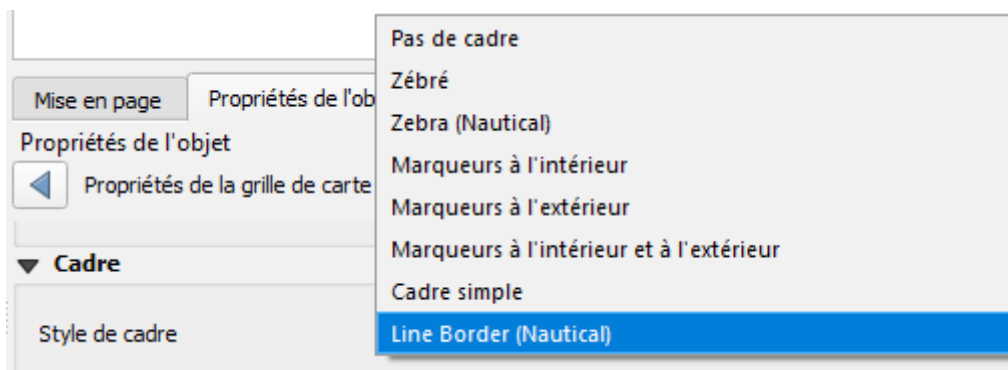 Pas de cadre
Zébré
Zebra (Nautical)
Marqueurs à l'intérieur
Marqueurs à l'extérieur
Marqueurs à l'intérieur et à l'extérieur
Cadre simple
Line Border (Nautical)
Mise en page
Propriétés de l'ob
Propriétés de l'objet
Propriétés de la grille de carte
Cadre
Style de cadre